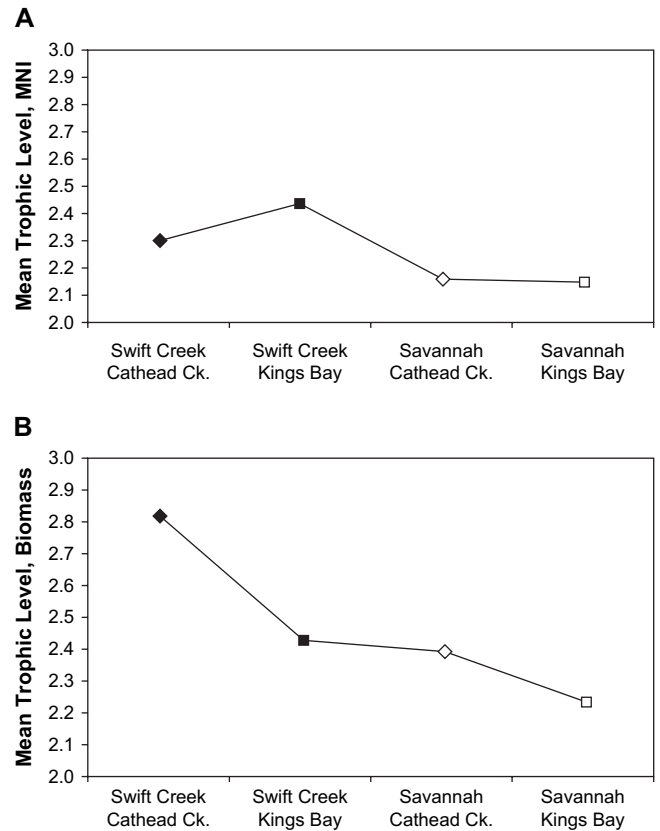 A
Mean Trophic Level, MNI
3.0
2.9
2.8
2.7
2.6
2.5
2.4
2.3
2.2
2.1
2.0
Swift Creek Swift Creek Savannah Savannah
Cathead Ck. Kings Bay Cathead Ck. Kings Bay
B
Mean Trophic Level, Biomass
3.0
2.9
2.8
2.7
2.6
2.5
2.4
2.3
2.2
2.1
2.0
Swift Creek Swift Creek Savannah Savannah
Cathead Ck. Kings Bay Cathead Ck. Kings Bay